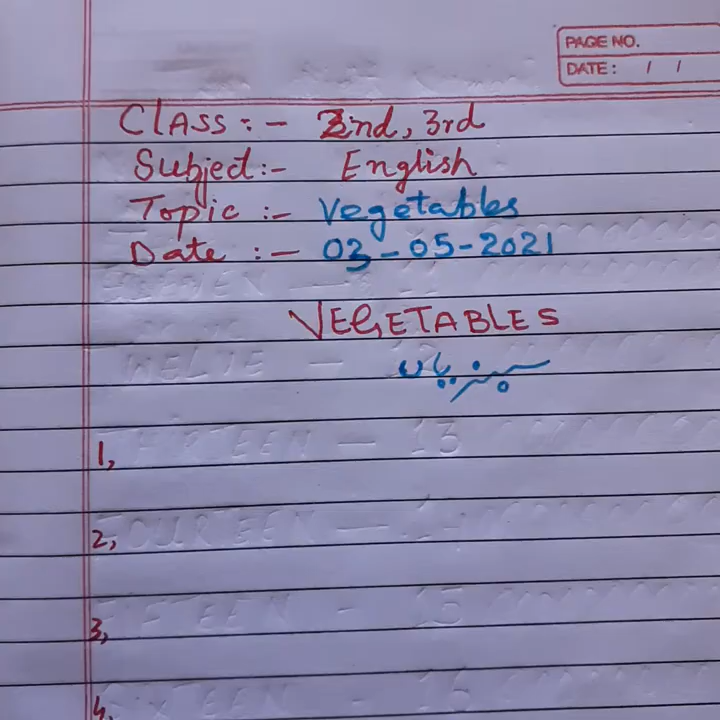 PAGE NO.
DATE: / /
Class :- 2nd, 3rd
Subject :- English
Topic :- Vegetables
Date :- 03-05-2021
VEGETABLES
سبزیاں
1,
2,
3,
4,